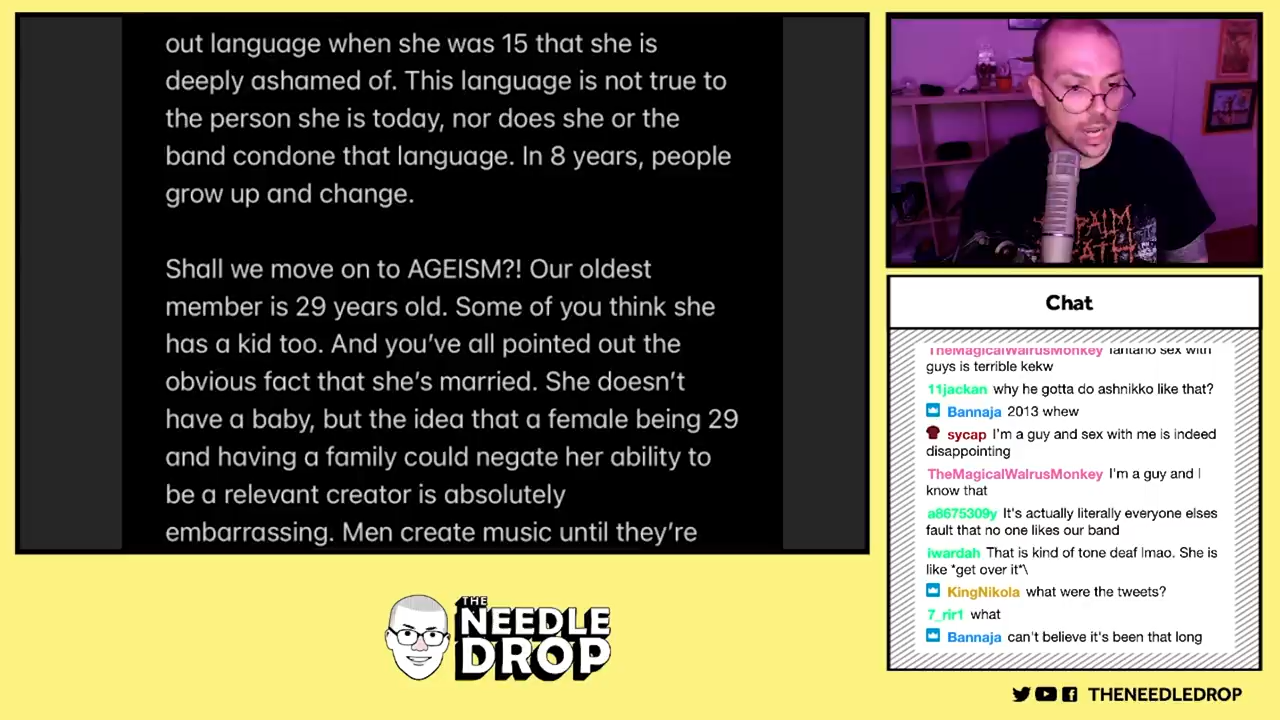 out language when she was 15 that she is
deeply ashamed of. This language is not true to
the person she is today, nor does she or the
band condone that language. In 8 years, people
grow up and change.
Shall we move on to AGEISM?! Our oldest
member is 29 years old. Some of you think she
has a kid too. And you've all pointed out the
obvious fact that she's married. She doesn't
have a baby, but the idea that a female being 29
and having a family could negate her ability to
be a relevant creator is absolutely
embarrassing. Men create music until they're
THE
NEEDLE
DROP
Chat
TheMagicalWalrusMonkey fantano sex with
guys is terrible kekw
11jackan why he gotta do ashnikko like that?
Bannaja 2013 whew
sycap I'm a guy and sex with me is indeed
disappointing
TheMagicalWalrusMonkey I'm a guy and I
know that
a8675309y It's actually literally everyone elses
fault that no one likes our band
iwardah That is kind of tone deaf lmao. She is
like *get over it*\
KingNikola what were the tweets?
7_rir1 what
Bannaja can't believe it's been that long
THENEEDLEDROP